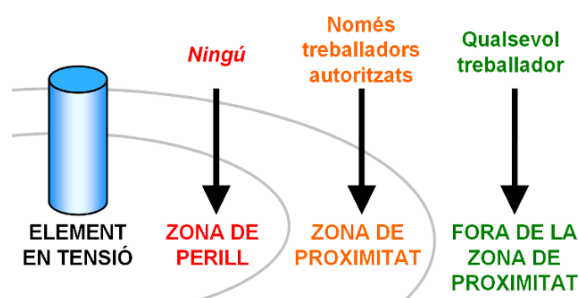 Ningú
Només
treballadors
autoritzats
Qualsevol
treballador
ELEMENT
EN TENSIÓ
ZONA DE
PERILL
ZONA DE
PROXIMITAT
FORA DE LA
ZONA DE
PROXIMITAT